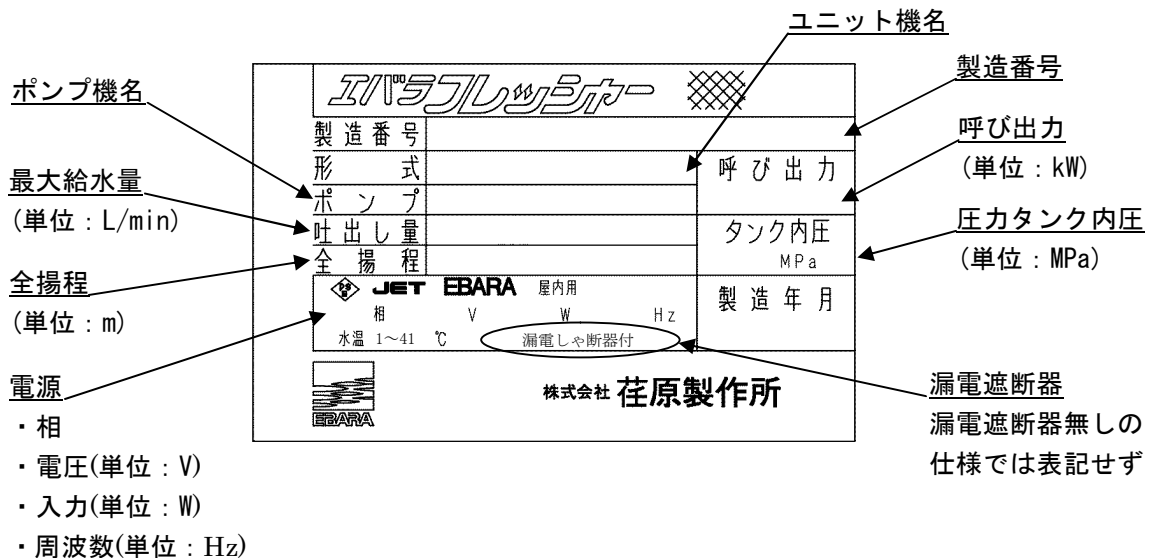 ユニット機名
製造番号
ポンプ機名
呼び出力
(単位：kW)
最大給水量
(単位：L/min)
圧力タンク内圧
(単位：MPa)
全揚程
(単位：m)
電源
・相
・電圧(単位：V)
・入力(単位：W)
・周波数(単位：Hz)
漏電遮断器
漏電遮断器無しの
仕様では表記せず
エバラフレッシャー
製造番号
形式
呼び出力
ポンプ
吐出し量
タンク内圧
MPa
全揚程
PSE JET EBARA 屋内用
製造年月
相 V W Hz
水温 1～41 ℃ 漏電しゃ断器付
EBARA
株式会社 荏原製作所